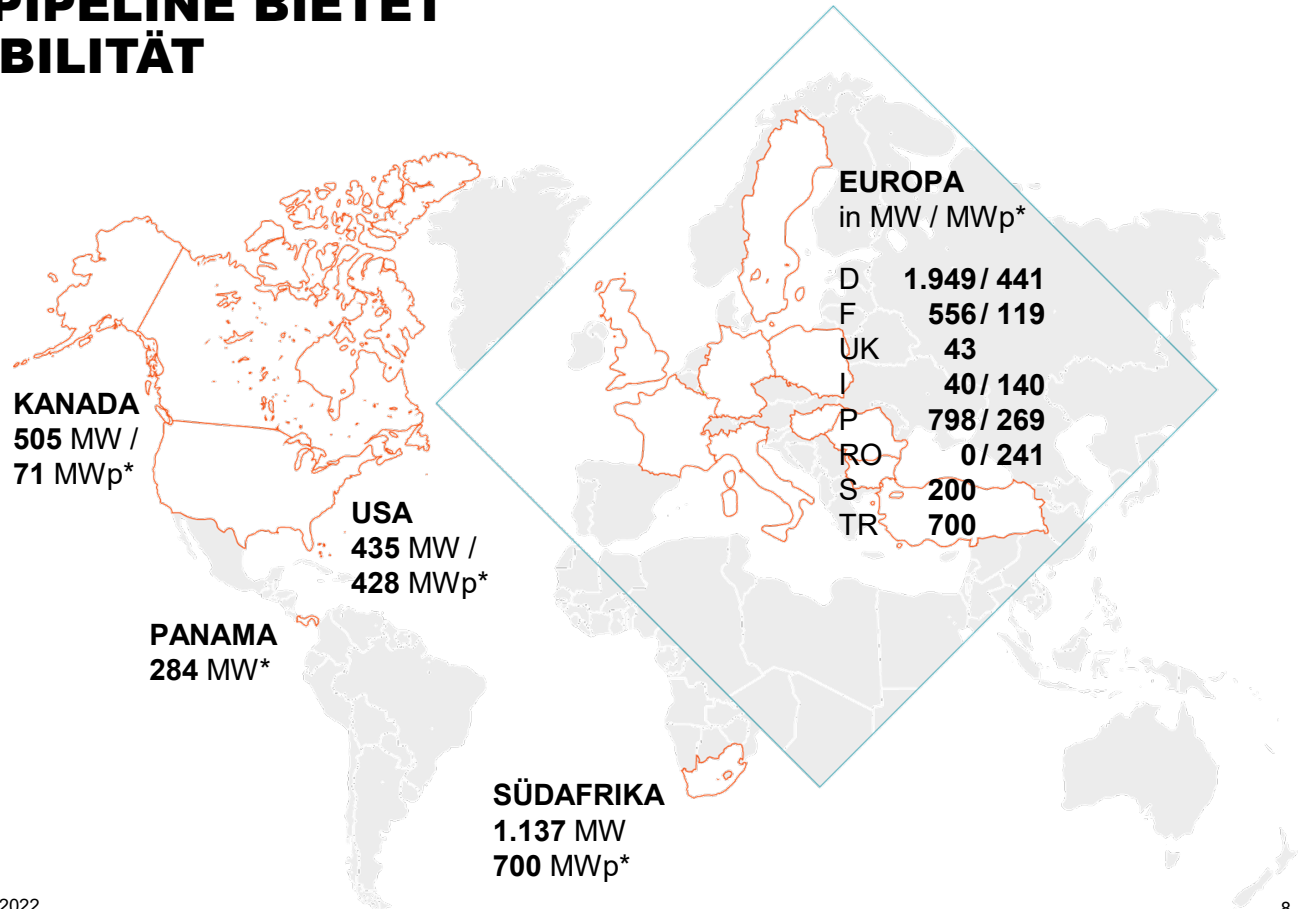 PIPELINE BIETET
BILITÄT
EUROPA
in MW / MWp*
D 1.949 / 441
F 556 / 119
UK 43
I 40 / 140
P 798 / 269
RO 0 / 241
S 200
TR 700
KANADA
505 MW /
71 MWp*
USA
435 MW /
428 MWp*
PANAMA
284 MW*
SÜDAFRIKA
1.137 MW
700 MWp*
2022
8